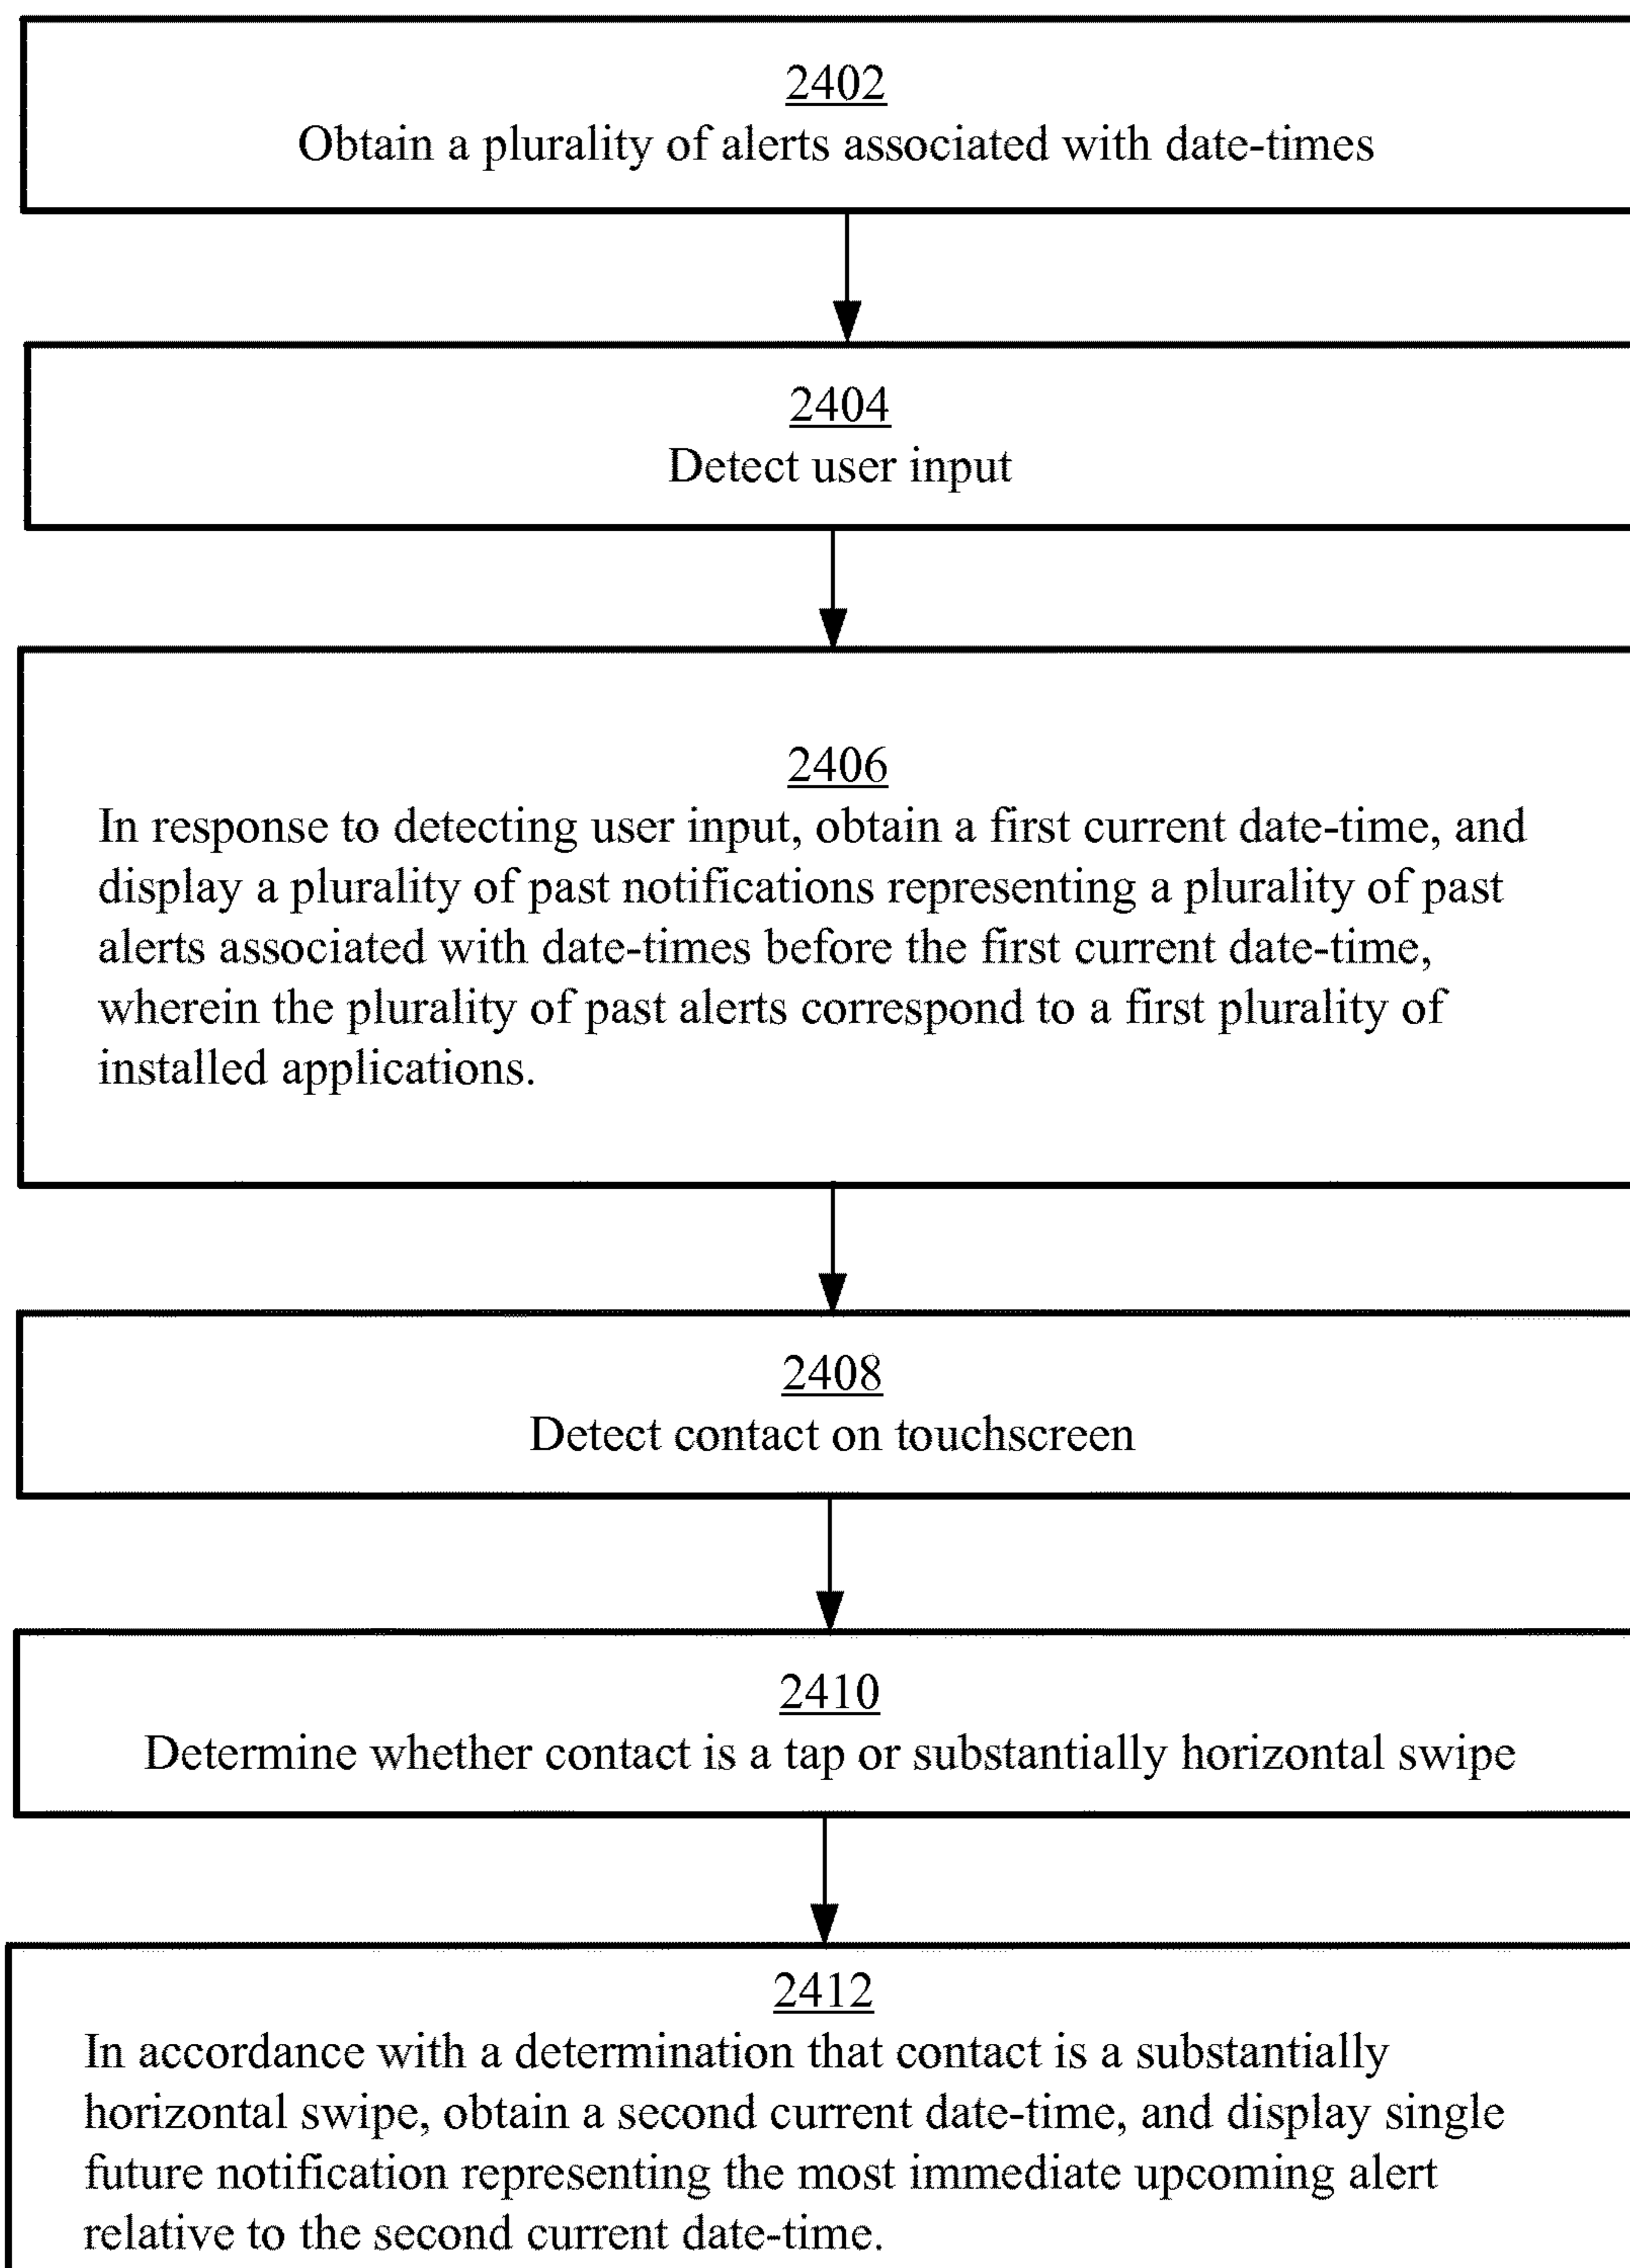 2402
Obtain a plurality of alerts associated with date-times
2404
Detect user input
2406
In response to detecting user input, obtain a first current date-time, and
display a plurality of past notifications representing a plurality of past
alerts associated with date-times before the first current date-time,
wherein the plurality of past alerts correspond to a first plurality of
installed applications.
2408
Detect contact on touchscreen
2410
Determine whether contact is a tap or substantially horizontal swipe
2412
In accordance with a determination that contact is a substantially
horizontal swipe, obtain a second current date-time, and display single
future notification representing the most immediate upcoming alert
relative to the second current date-time.